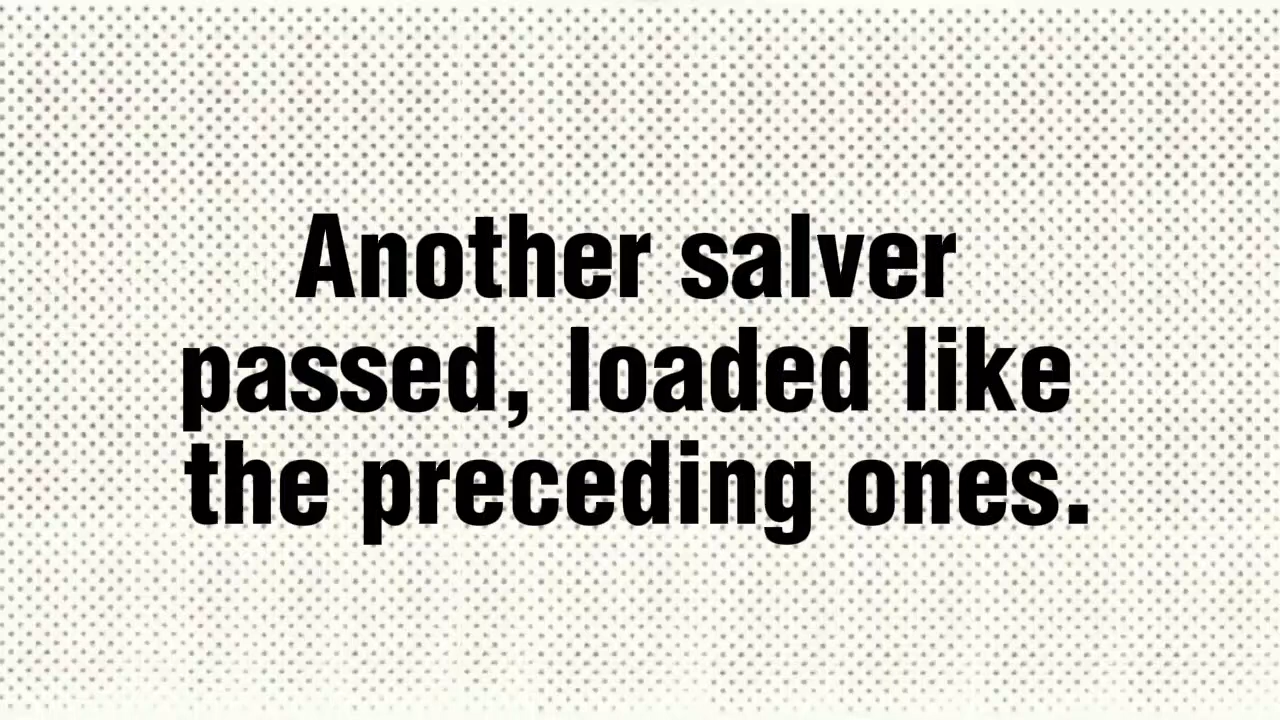 Another salver
passed, loaded like
the preceding ones.